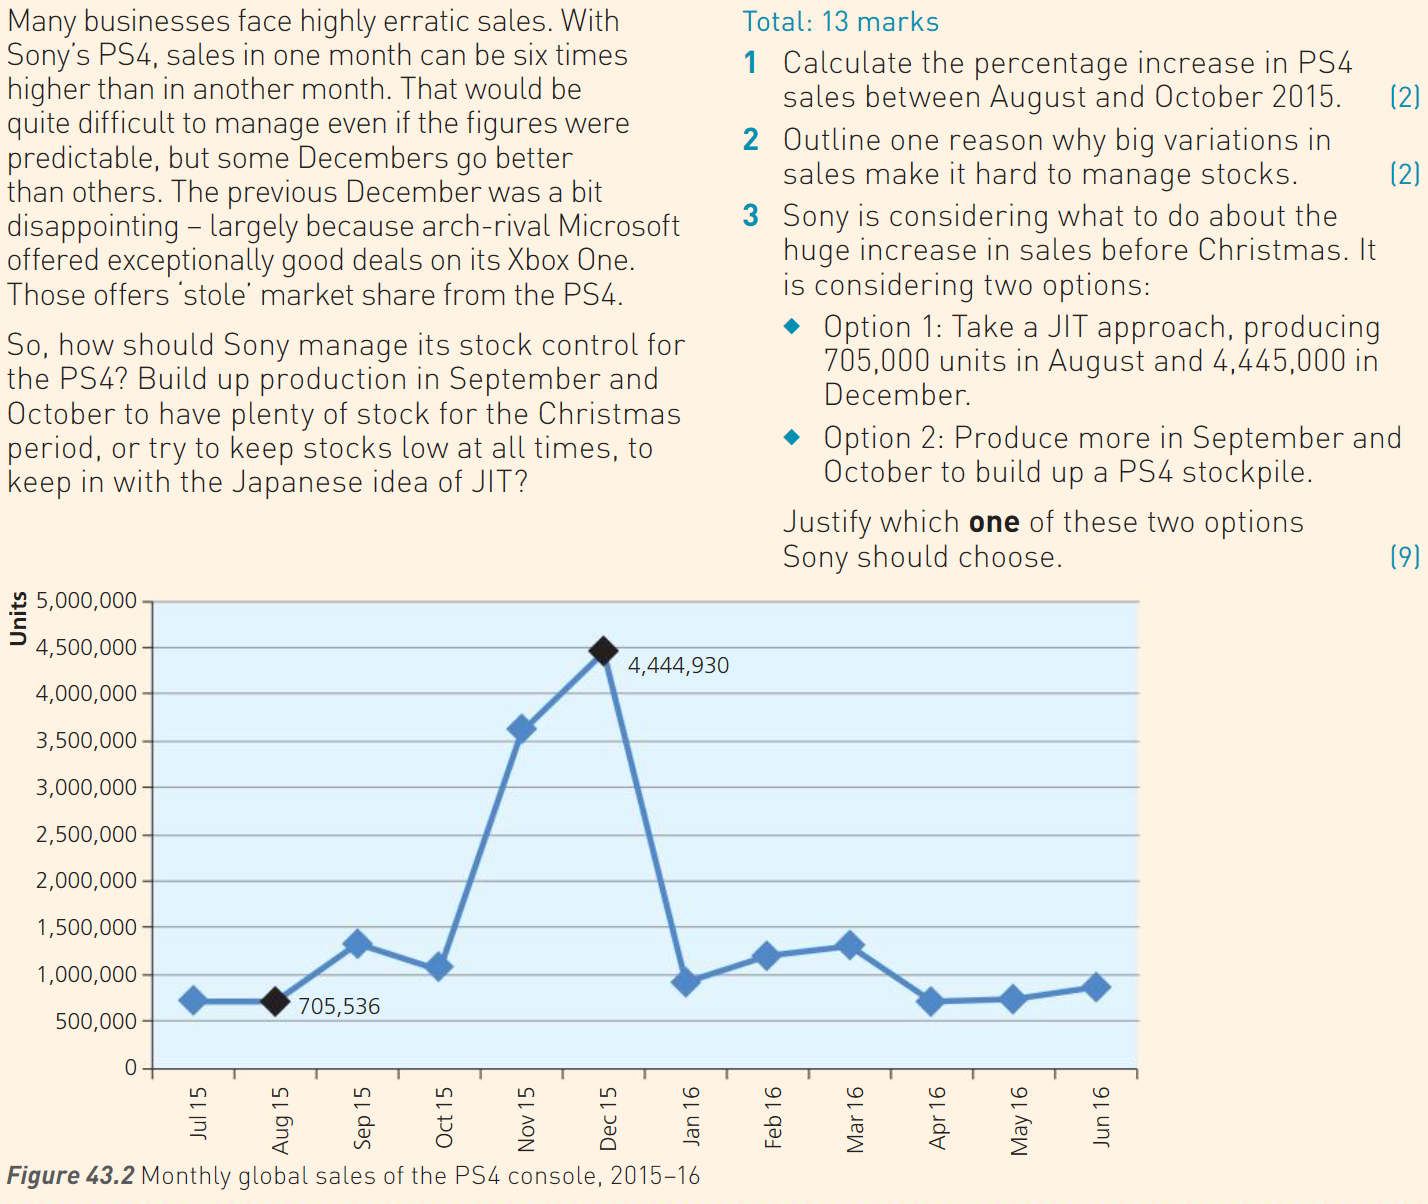 Many businesses face highly erratic sales. With
Sony’s PS4, sales in one month can be six times
higher than in another month. That would be
quite difficult to manage even if the figures were
predictable, but some Decembers go better
than others. The previous December was a bit
disappointing – largely because arch-rival Microsoft
offered exceptionally good deals on its Xbox One.
Those offers ‘stole’ market share from the PS4.
So, how should Sony manage its stock control for
the PS4? Build up production in September and
October to have plenty of stock for the Christmas
period, or try to keep stocks low at all times, to
keep in with the Japanese idea of JIT?
Total: 13 marks
1 Calculate the percentage increase in PS4
sales between August and October 2015. (2)
2 Outline one reason why big variations in
sales make it hard to manage stocks. (2)
3 Sony is considering what to do about the
huge increase in sales before Christmas. It
is considering two options:
◆ Option 1: Take a JIT approach, producing
705,000 units in August and 4,445,000 in
December.
◆ Option 2: Produce more in September and
October to build up a PS4 stockpile.
Justify which one of these two options
Sony should choose. (9)
Units
5,000,000
4,500,000
4,000,000
3,500,000
3,000,000
2,500,000
2,000,000
1,500,000
1,000,000
500,000
0
4,444,930
705,536
Jul 15
Aug 15
Sep 15
Oct 15
Nov 15
Dec 15
Jan 16
Feb 16
Mar 16
Apr 16
May 16
Jun 16
Figure 43.2 Monthly global sales of the PS4 console, 2015–16